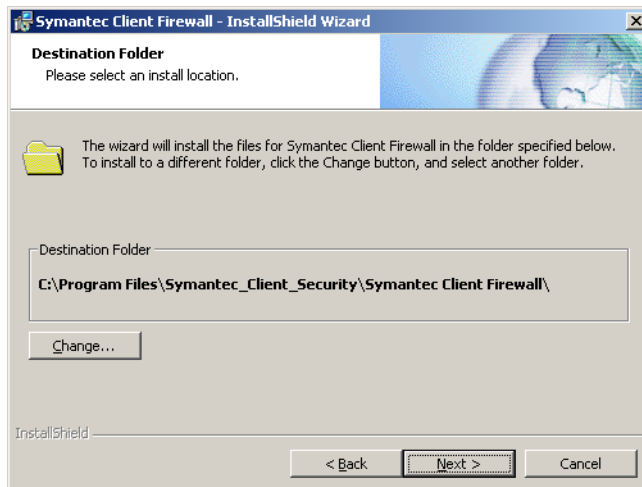 Symantec Client Firewall - InstallShield Wizard
Destination Folder
Please select an install location.
The wizard will install the files for Symantec Client Firewall in the folder specified below.
To install to a different folder, click the Change button, and select another folder.
Destination Folder
C:\Program Files\Symantec_Client_Security\Symantec Client Firewall\
Change...
InstallShield
< Back
Next >
Cancel